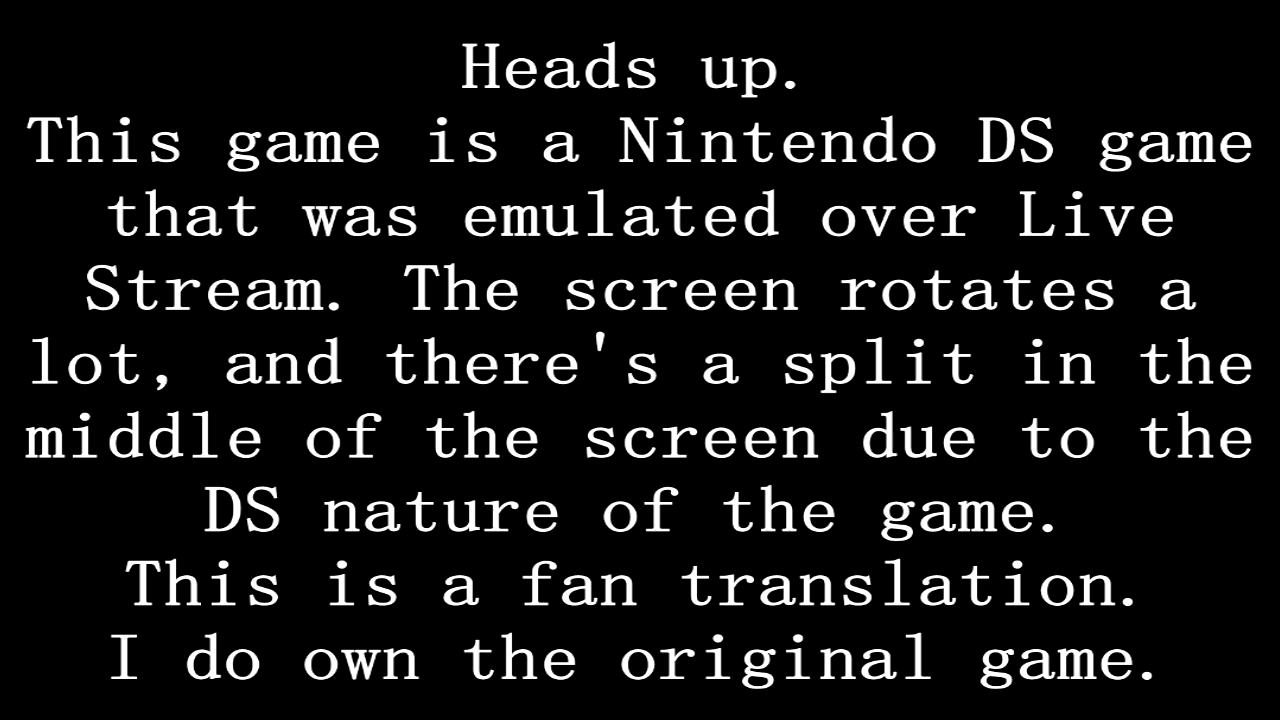 Heads up.
This game is a Nintendo DS game
that was emulated over Live
Stream. The screen rotates a
lot, and there's a split in the
middle of the screen due to the
DS nature of the game.
This is a fan translation.
I do own the original game.